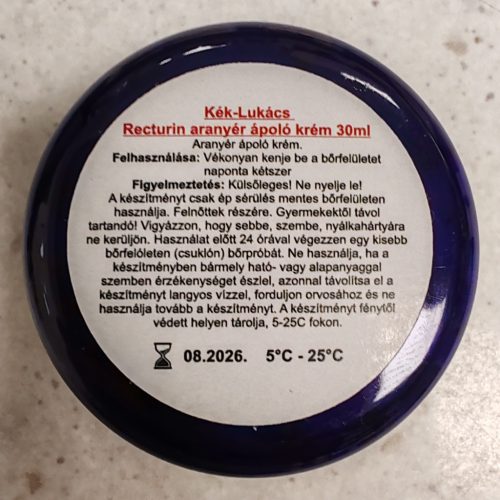 Kék-Lukács
Recturin aranyér ápoló krém 30ml
Aranyér ápoló krém.
Felhasználása: Vékonyan kenje be a bőrfelületet
naponta kétszer
Figyelmeztetés: Külsőleges! Ne nyelje le!
A készítményt csak ép sérülés mentes bőrfelületen
használja. Felnőttek részére. Gyermekektől távol
tartandó! Vigyázzon, hogy sebbe, szembe, nyálkahártyára
ne kerüljön. Használat előtt 24 órával végezzen egy kisebb
bőrfelóleten (csuklón) bőrpróbát. Ne használja, ha a
készítményben bármely ható- vagy alapanyaggal
szemben érzékenységet észlel, azonnal távolítsa el a
készítményt langyos vízzel, forduljon orvosához és ne
használja tovább a készítményt. A készítményt fénytől
védett helyen tárolja, 5-25C fokon.
08.2026. 5°C - 25°C